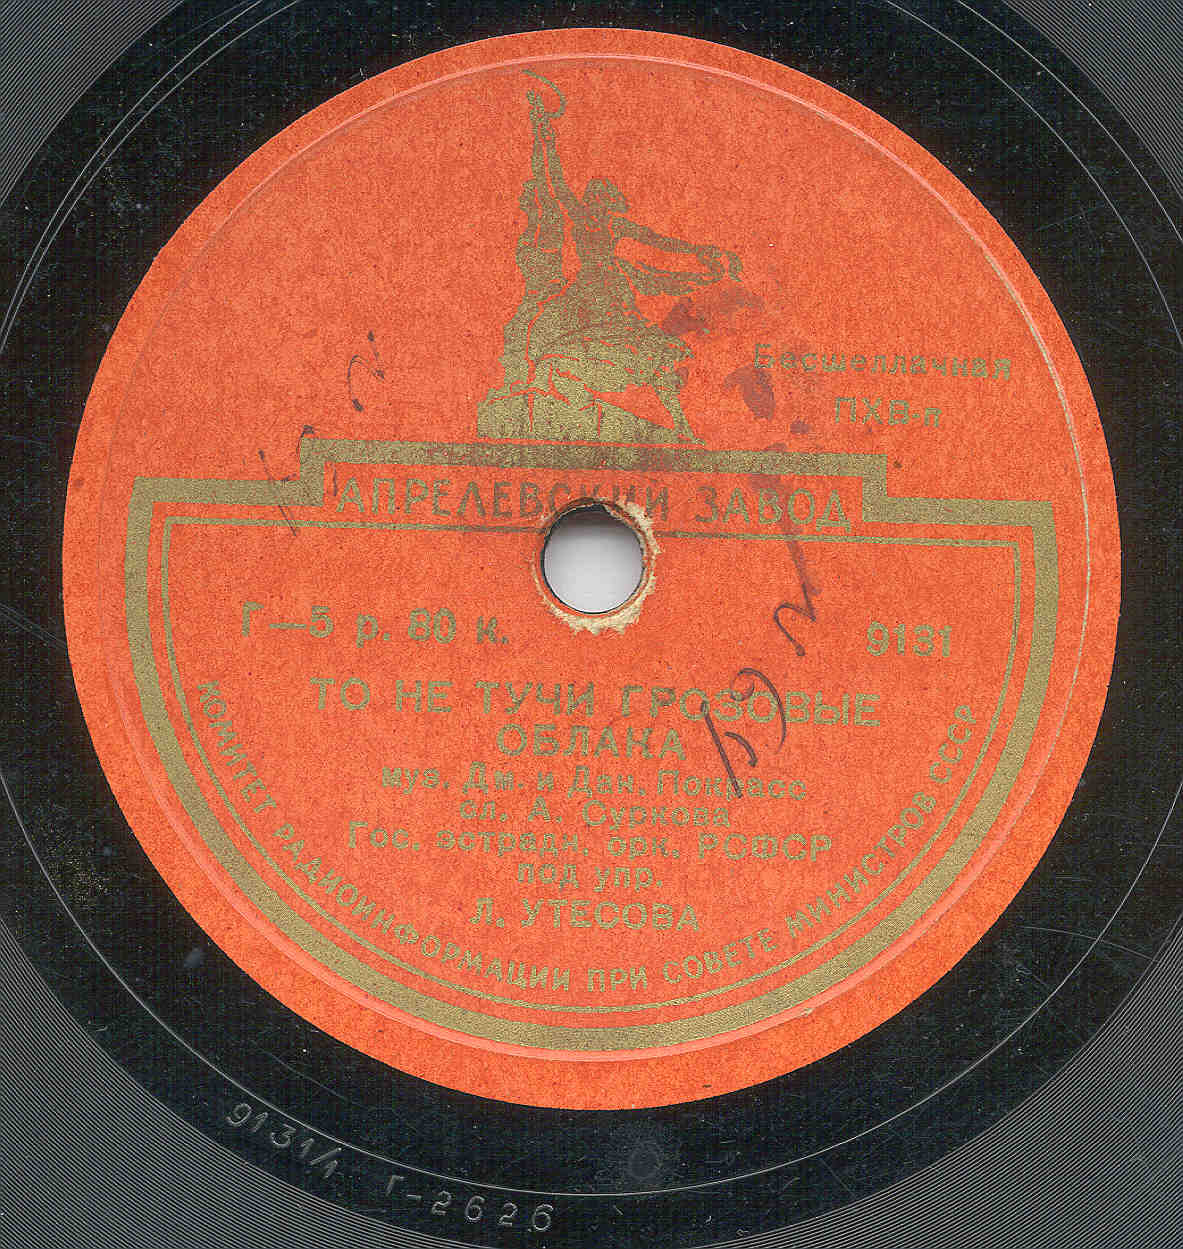 Бесшеллачная
ПХВ-п
АПРЕЛЕВСКИЙ ЗАВОД
Г—5 р. 80 к.
9131
ТО НЕ ТУЧИ ГРОЗОВЫЕ
ОБЛАКА
муз. Дм. и Дан. Покрасс
сл. А. Суркова
Гос. эстрадн. орк. РСФСР
под упр.
Л. УТЕСОВА
КОМИТЕТ РАДИОИНФОРМАЦИИ ПРИ СОВЕТЕ МИНИСТРОВ СССР
9131/1 Г-2626